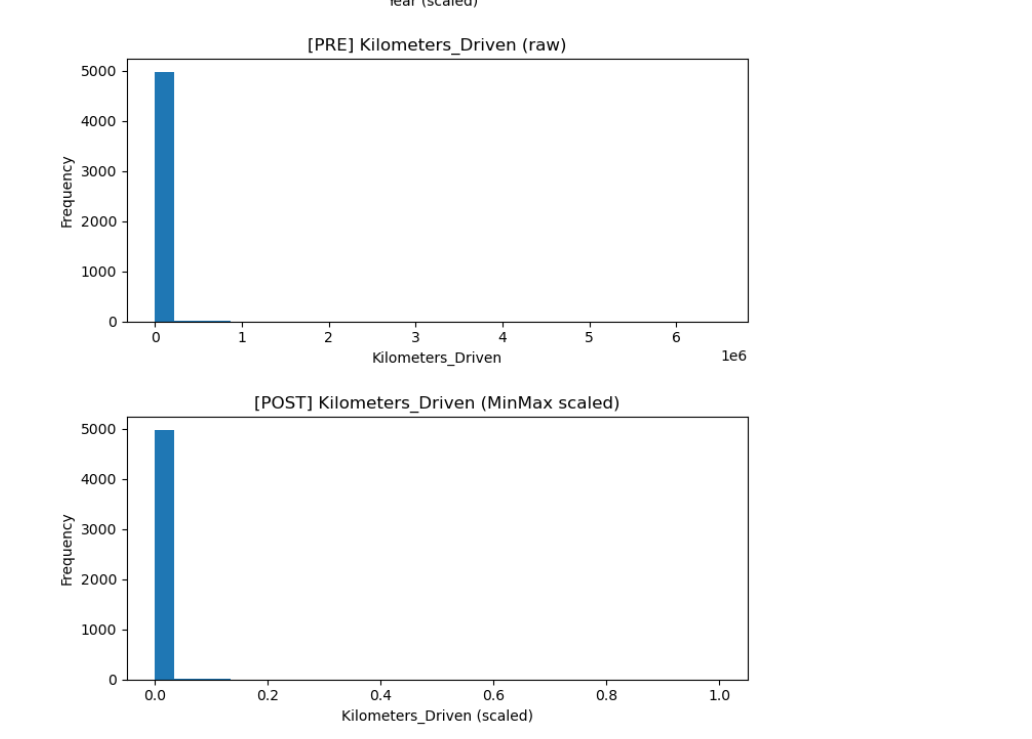 Year (scaled)
[PRE] Kilometers_Driven (raw)
5000
4000
3000
2000
1000
0
Frequency
0 1 2 3 4 5 6
1e6
Kilometers_Driven
[POST] Kilometers_Driven (MinMax scaled)
5000
4000
3000
2000
1000
0
Frequency
0.0 0.2 0.4 0.6 0.8 1.0
Kilometers_Driven (scaled)